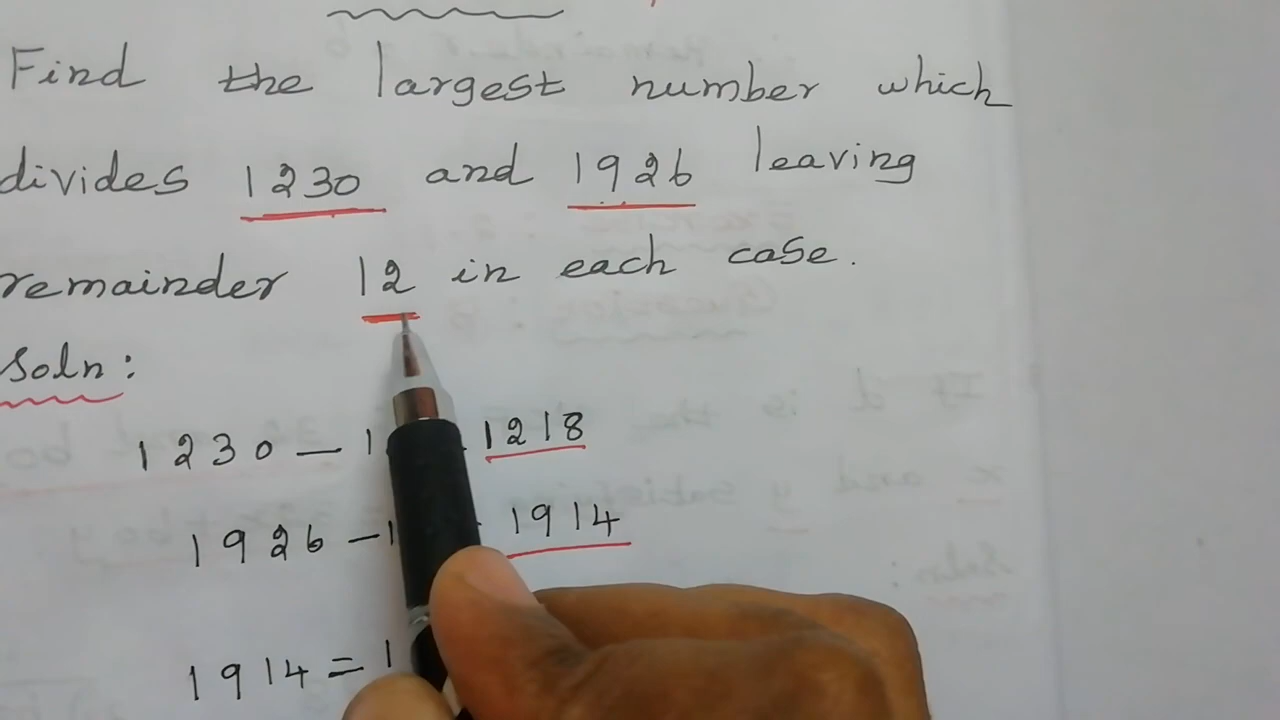 Find the largest number which
divides 1230 and 1926 leaving
remainder 12 in each case.
Soln:
1230 – 1 1218
1926 – 1 1914
1914 = 1